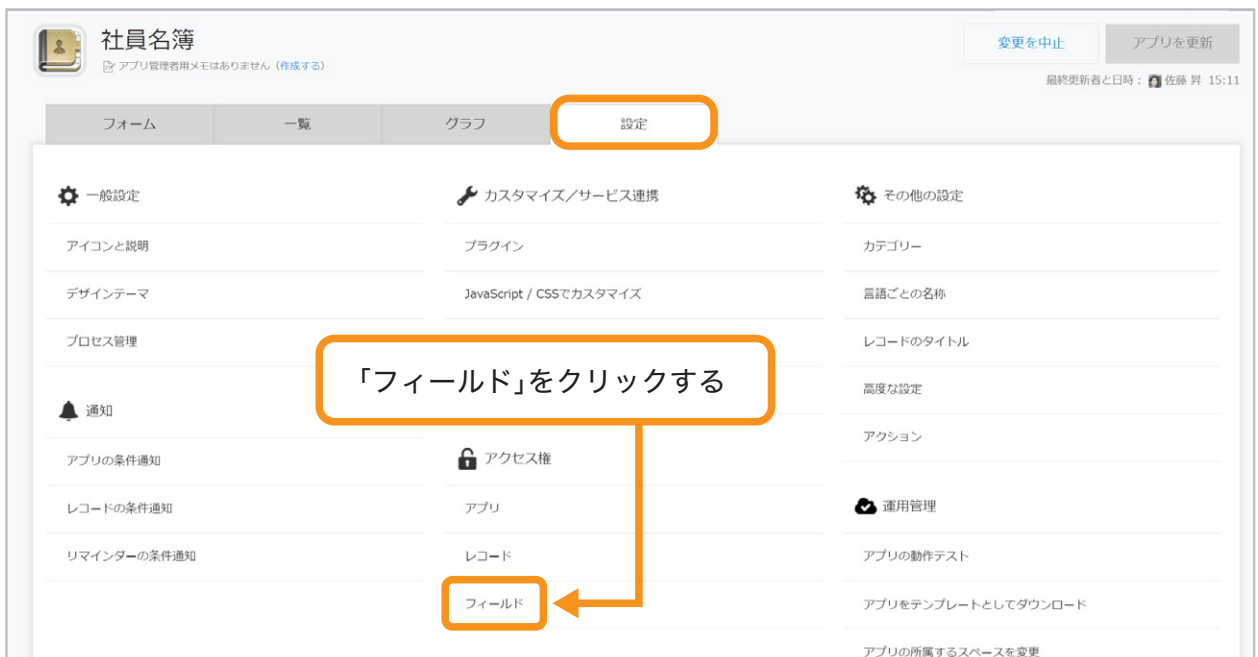 社員名簿
アプリ管理者用メモはありません（作成する）
変更を中止
アプリを更新
最終更新者と日時： 佐藤 昇 15:11
フォーム
一覧
グラフ
設定
一般設定
アイコンと説明
デザインテーマ
プロセス管理
通知
アプリの条件通知
レコードの条件通知
リマインダーの条件通知
カスタマイズ／サービス連携
プラグイン
JavaScript / CSSでカスタマイズ
「フィールド」をクリックする
アクセス権
アプリ
レコード
フィールド
その他の設定
カテゴリー
言語ごとの名称
レコードのタイトル
高度な設定
アクション
運用管理
アプリの動作テスト
アプリをテンプレートとしてダウンロード
アプリの所属するスペースを変更